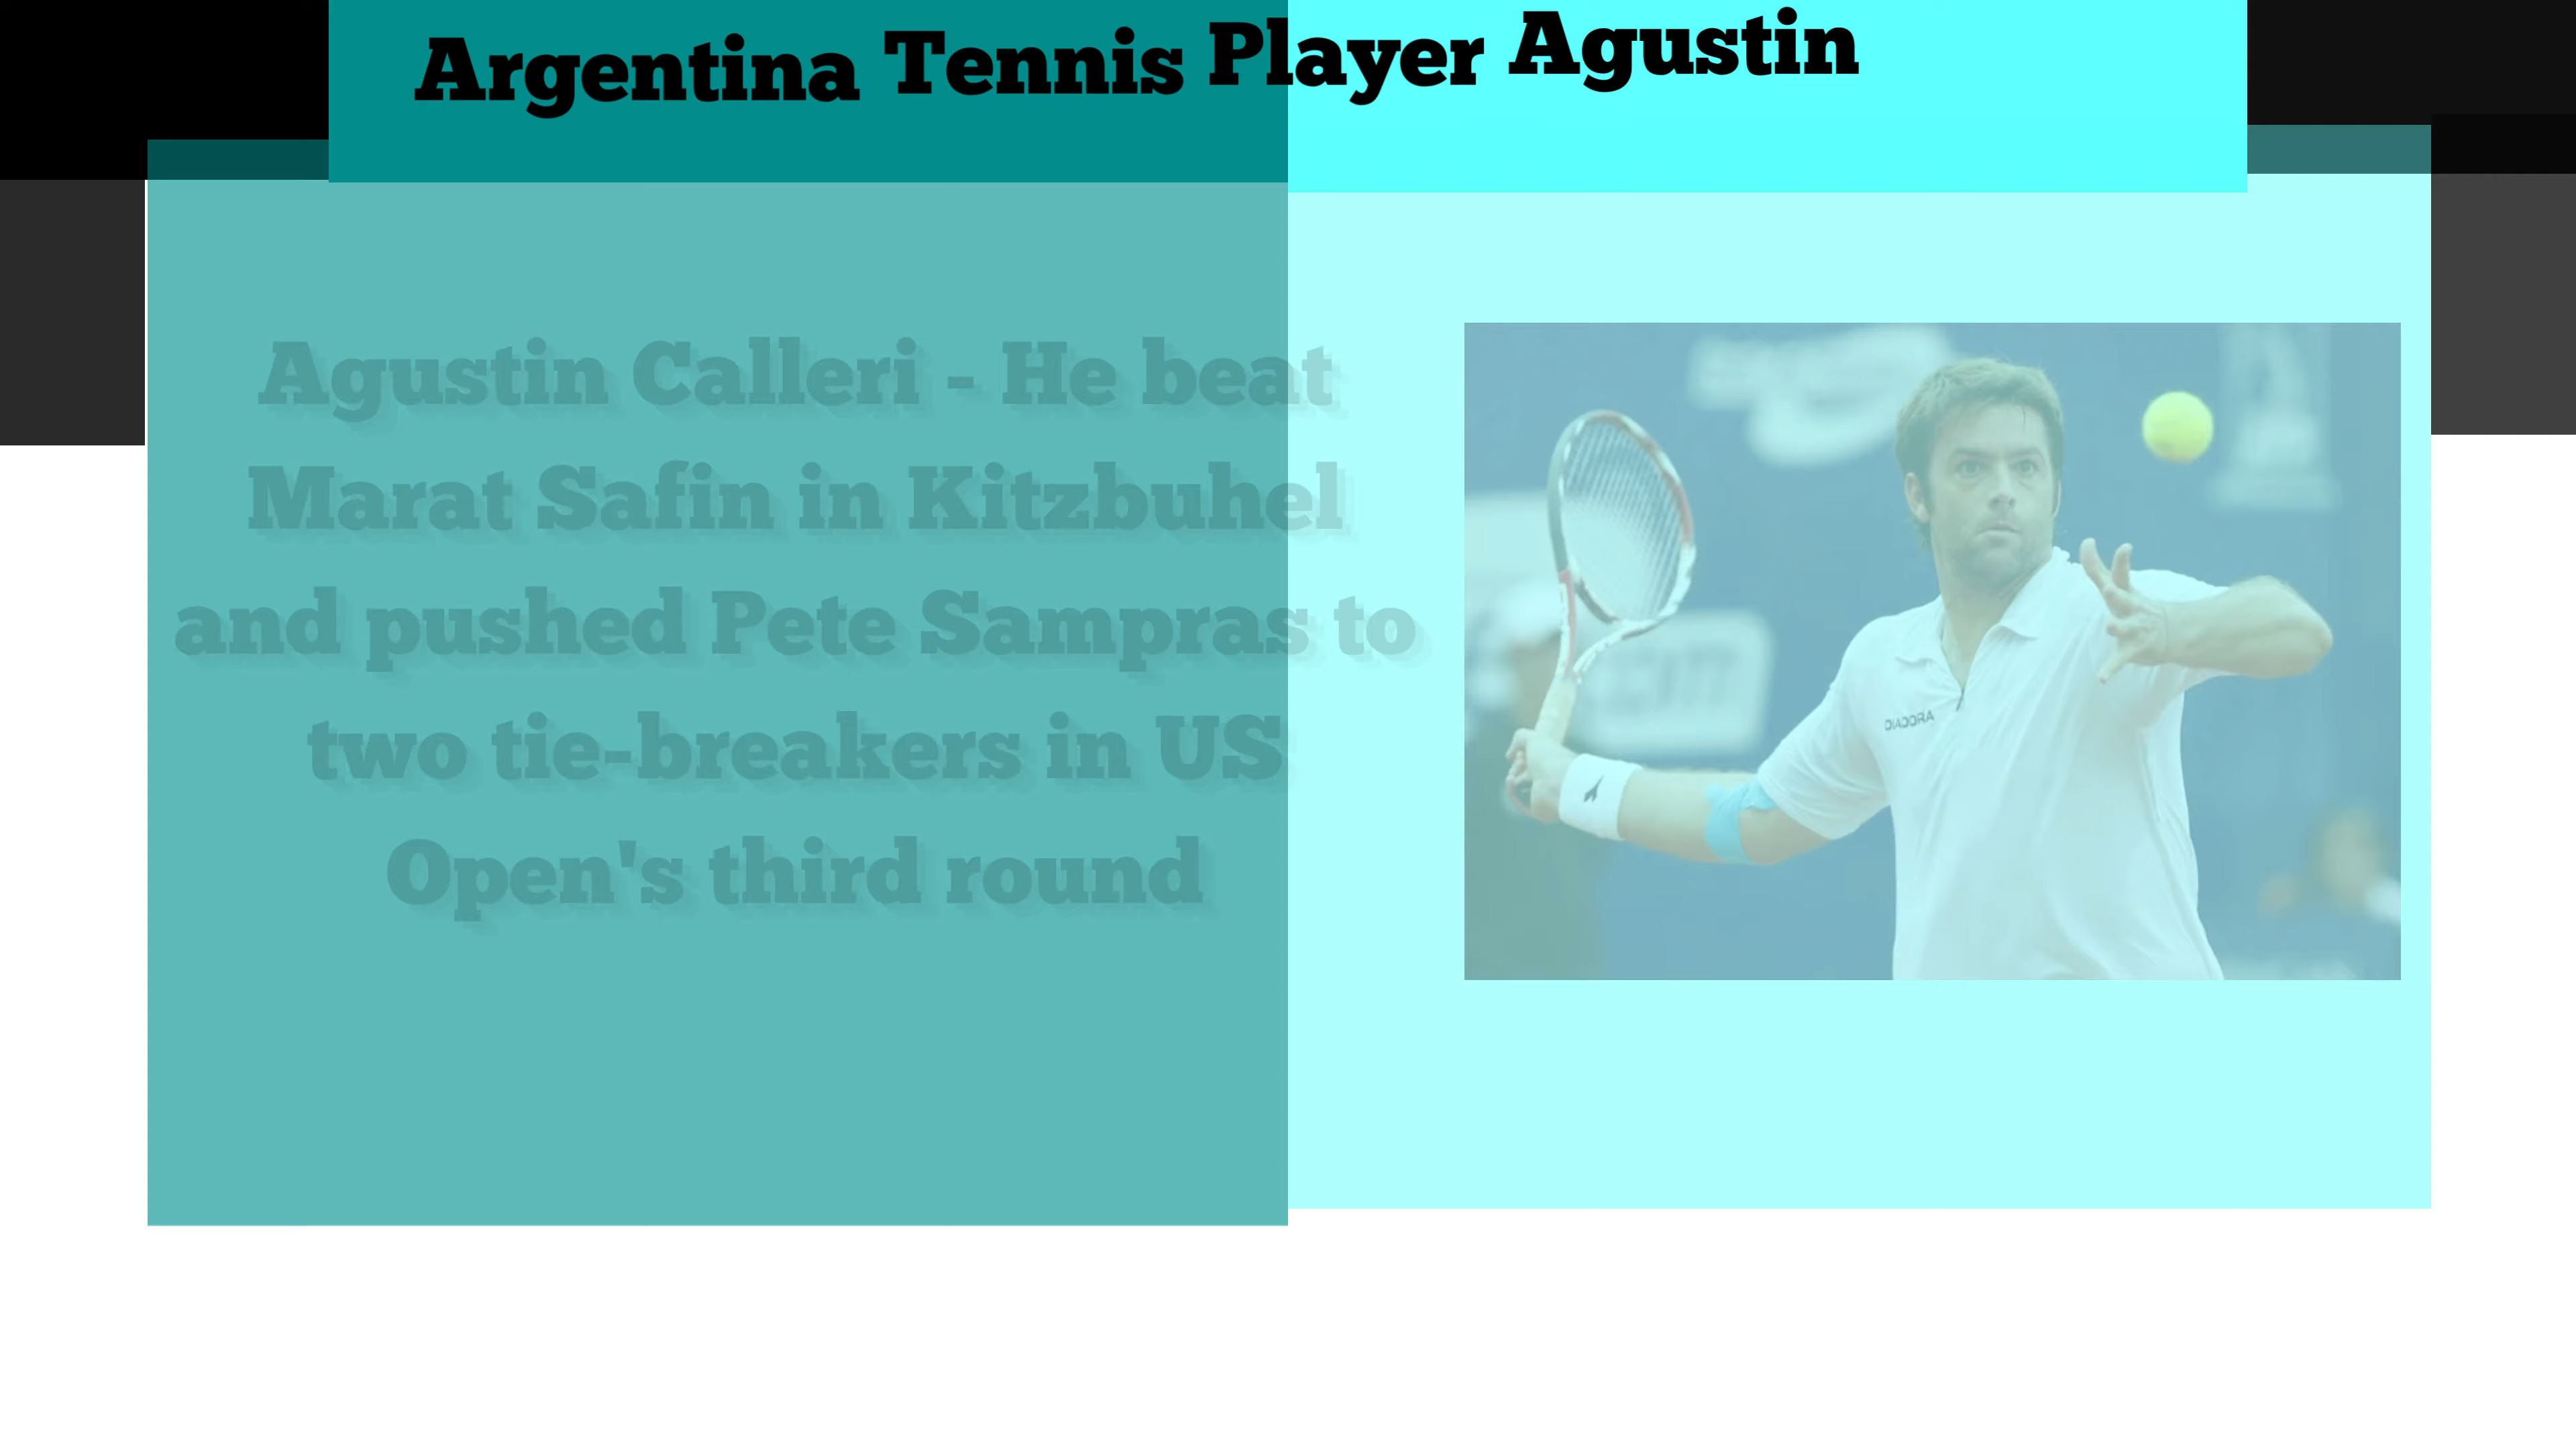 Argentina Tennis Player Agustin
Agustin Calleri - He beat
Marat Safin in Kitzbuhel
and pushed Pete Sampras to
two tie-breakers in US
Open's third round
DIADORA